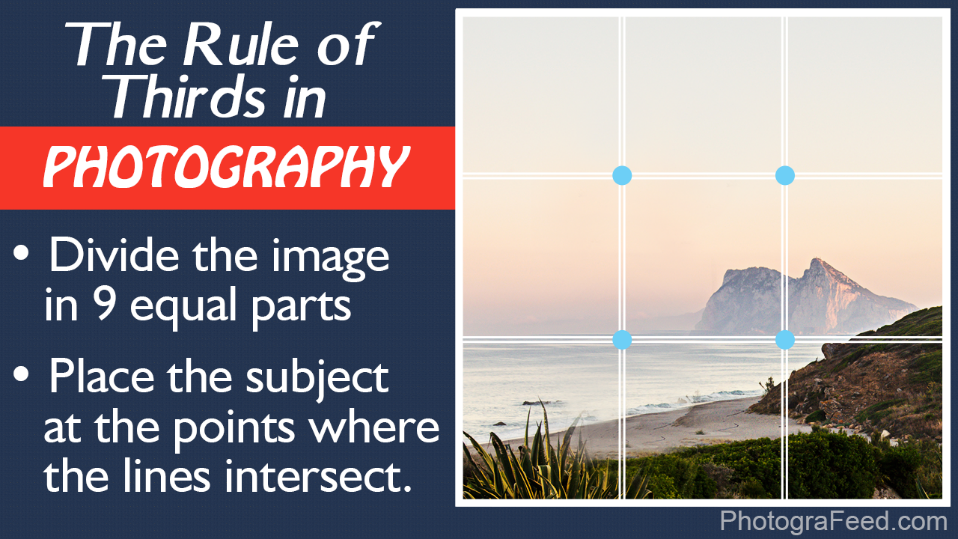 The Rule of
Thirds in
PHOTOGRAPHY
• Divide the image
in 9 equal parts
• Place the subject
at the points where
the lines intersect.
PhotograFeed.com